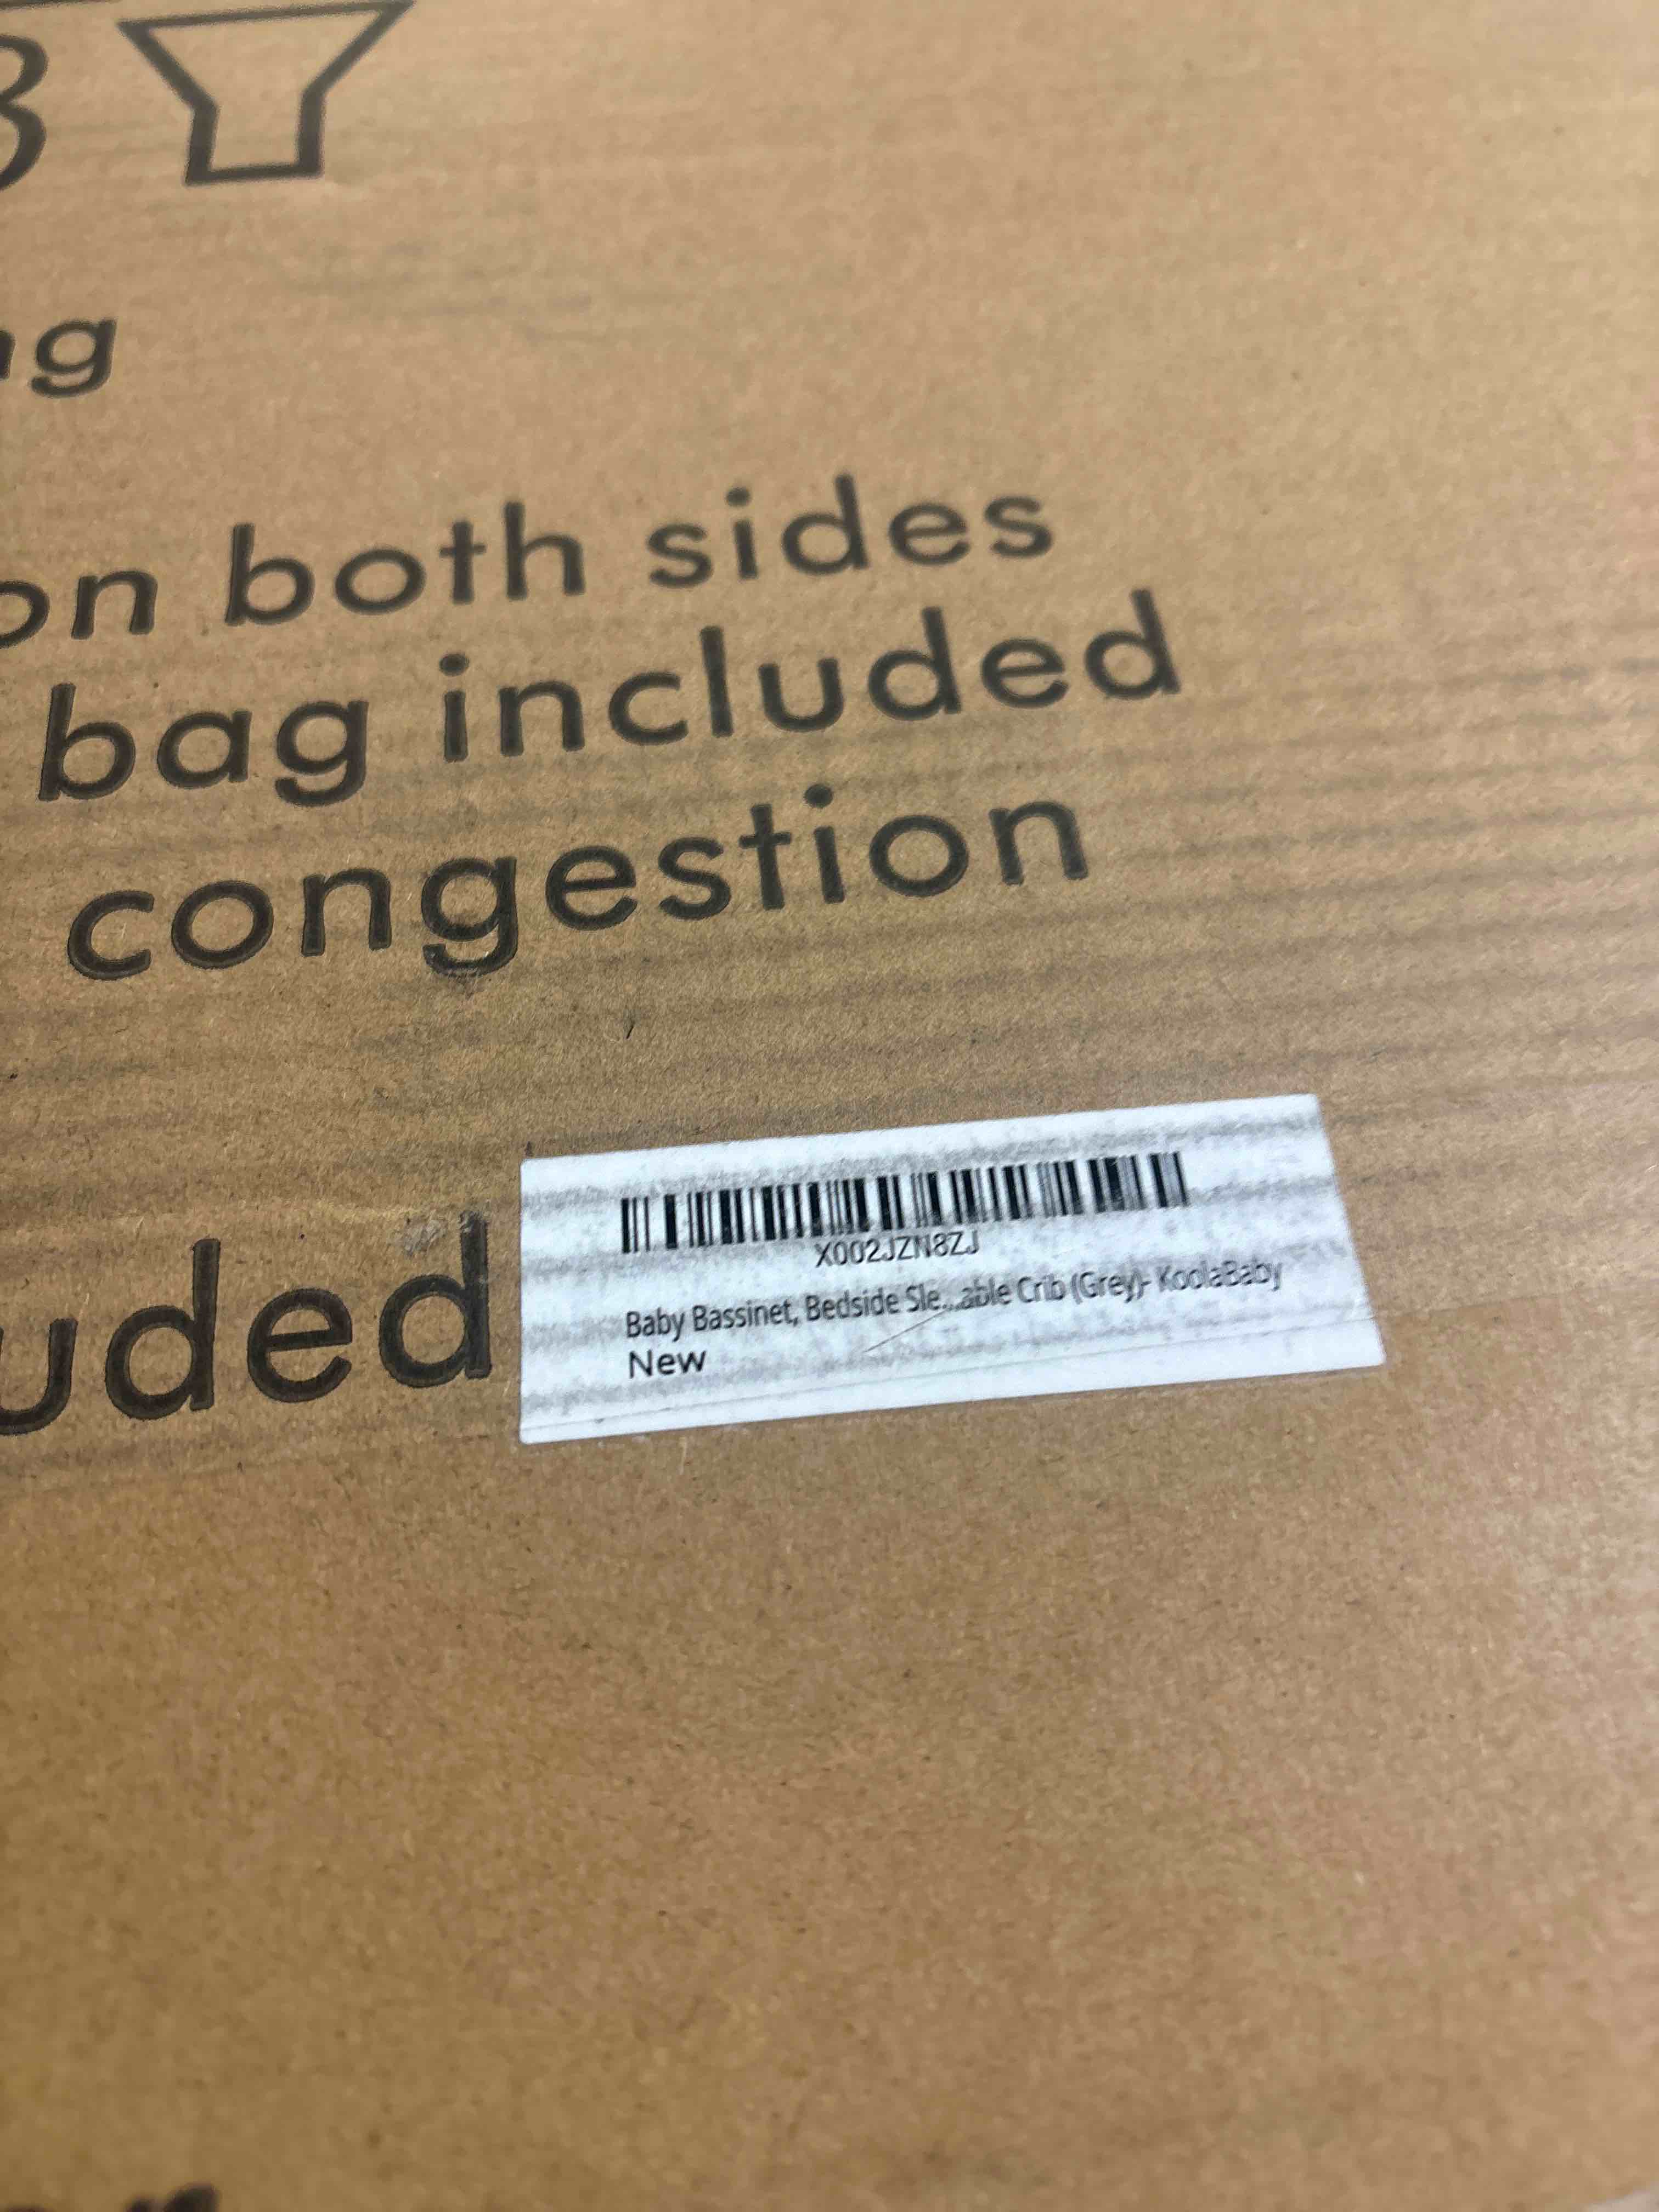 on both sides
bag included
congestion
uded
X002JZN8ZJ
Baby Bassinet, Bedside Sle...able Crib (Grey)- KoolaBaby
New